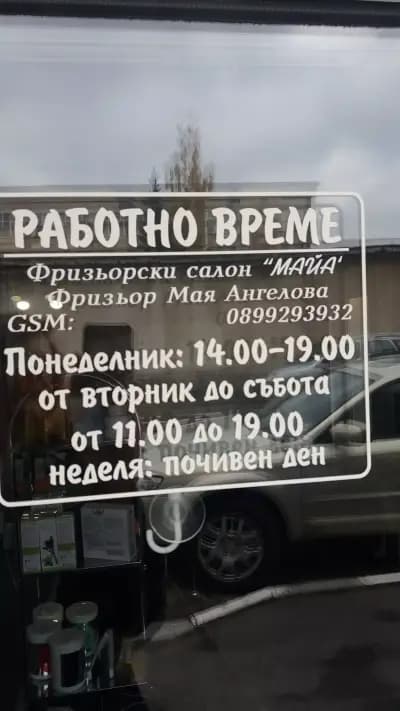 РАБОТНО ВРЕМЕ
Фризьорски салон "МАЙА"
Фризьор Мая Ангелова
GSM: 0899293932
Понеделник: 14.00-19.00
от вторник до събота
от 11.00 до 19.00
неделя: почивен ден